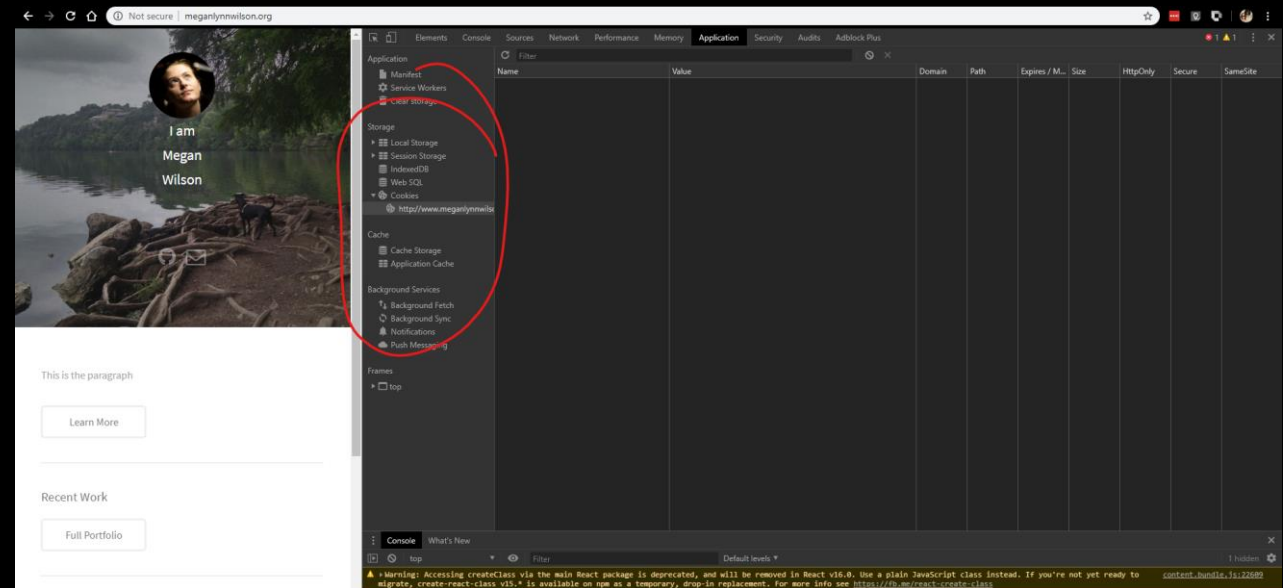 Not secure | meganlynnwilson.org
I am
Megan
Wilson
This is the paragraph
Learn More
Recent Work
Full Portfolio
Elements Console Sources Network Performance Memory Application Security Audits Adblock Plus 1 1
Application
Manifest
Service Workers
Clear storage
Storage
Local Storage
Session Storage
IndexedDB
Web SQL
Cookies
http://www.meganlynnwils
Cache
Cache Storage
Application Cache
Background Services
Background Fetch
Background Sync
Notifications
Push Messaging
Frames
top
Filter
Name Value Domain Path Expires / M... Size HttpOnly Secure SameSite
Console What's New
top Filter Default levels 1 hidden
Warning: Accessing createClass via the main React package is deprecated, and will be removed in React v16.0. Use a plain JavaScript class instead. If you're not yet ready to content.bundle.js:22609
migrate, create-react-class v15.* is available on npm as a temporary, drop-in replacement. For more info see https://fb.me/react-create-class